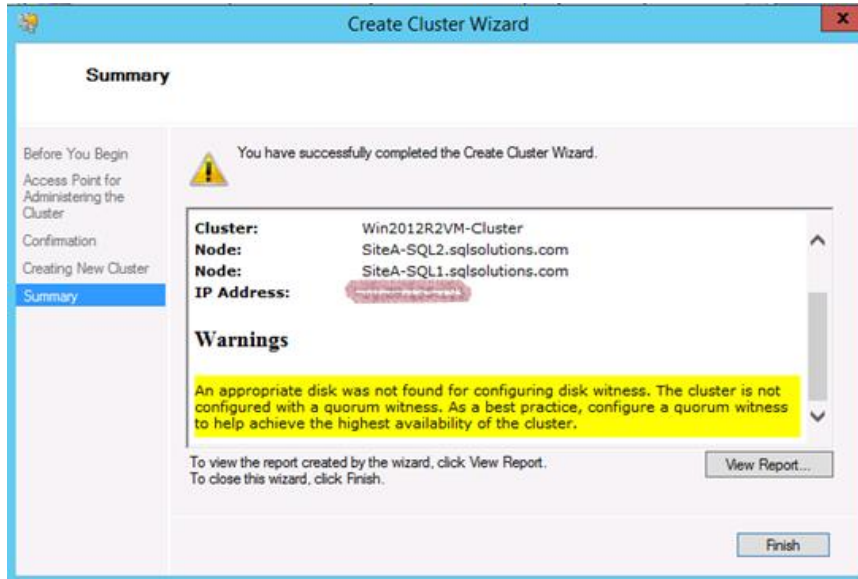 Create Cluster Wizard
x
Summary
Before You Begin
Access Point for
Administering the
Cluster
Confirmation
Creating New Cluster
Summary
You have successfully completed the Create Cluster Wizard.
Cluster: Win2012R2VM-Cluster
Node: SiteA-SQL2.sqlsolutions.com
Node: SiteA-SQL1.sqlsolutions.com
IP Address:
Warnings
An appropriate disk was not found for configuring disk witness. The cluster is not
configured with a quorum witness. As a best practice, configure a quorum witness
to help achieve the highest availability of the cluster.
To view the report created by the wizard, click View Report.
To close this wizard, click Finish.
View Report...
Finish